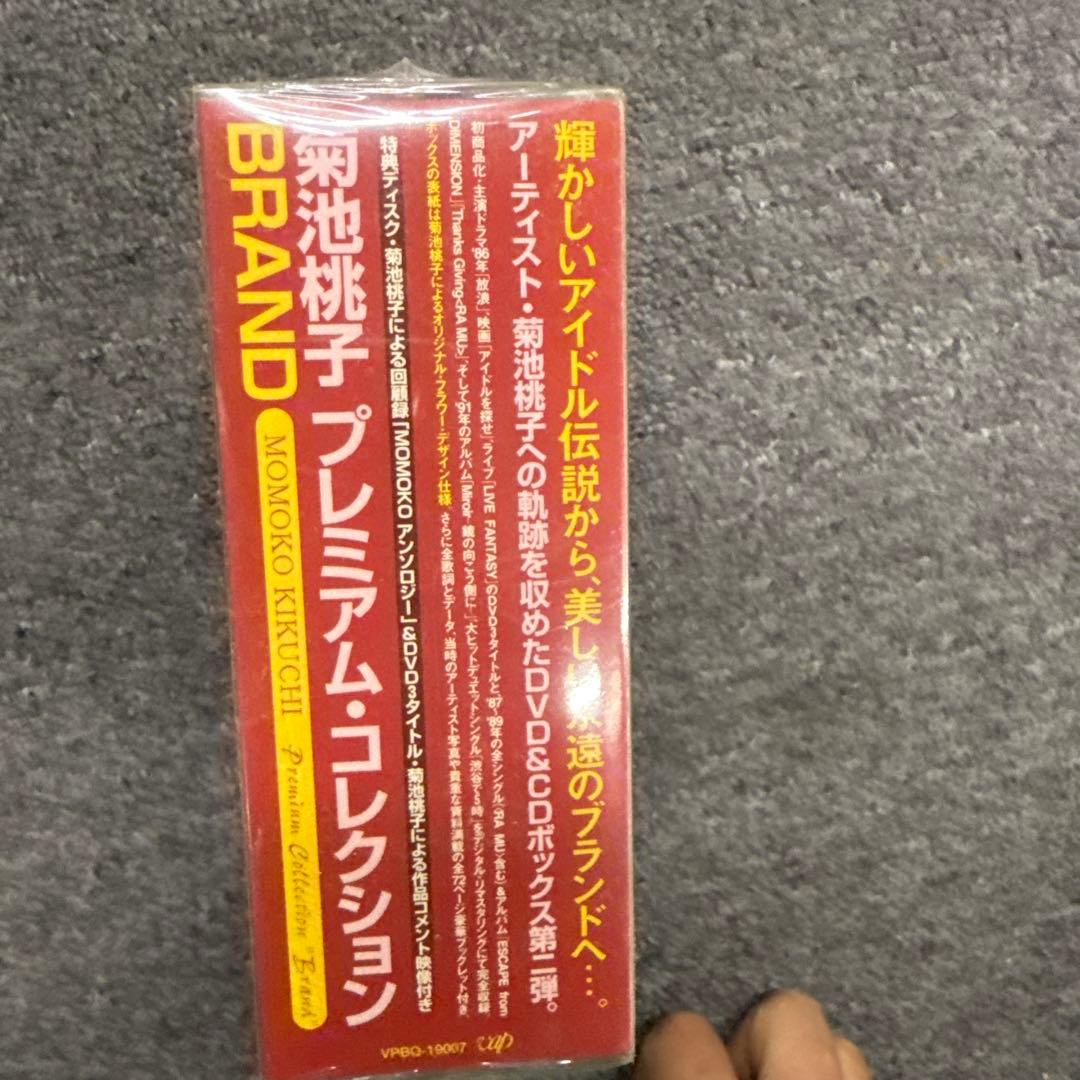 輝かしいアイドル伝説から、美し 永遠のブランドへ…。
アーティスト・菊池桃子への軌跡を収めたDVD&CDボックス第二弾。
初商品化・主演ドラマ'86年「放浪」、映画「アイドルを探せ」、ライブ「LIVE FANTASY」のDVD3タイトルと、'87~'89年の全シングル(RA MU含む)&アルバム「ESCAPE from
DIMENSION」「Thanks Giving<RA MU>」、そして'91年のアルバム「Miroir-鏡の向こう側に-」、大ヒットデュエットシングル「渋谷で5時」をデジタル・リマスタリングにて完全収録。
ボックスの表紙は菊池桃子によるオリジナル・フラワー・デザイン仕様。さらに全歌詞とデータ、当時のアーティスト写真や貴重な資料満載の全72ページ豪華ブックレット付き。
特典ディスク・菊池桃子による回顧録「MOMOKO アンソロジー」&DVD3タイトル・菊池桃子による作品コメント映像付き
菊池桃子 プレミアム・コレクション
BRAND
MOMOKO KIKUCHI Premium Collection "Brand"
VPBQ-19007 vap